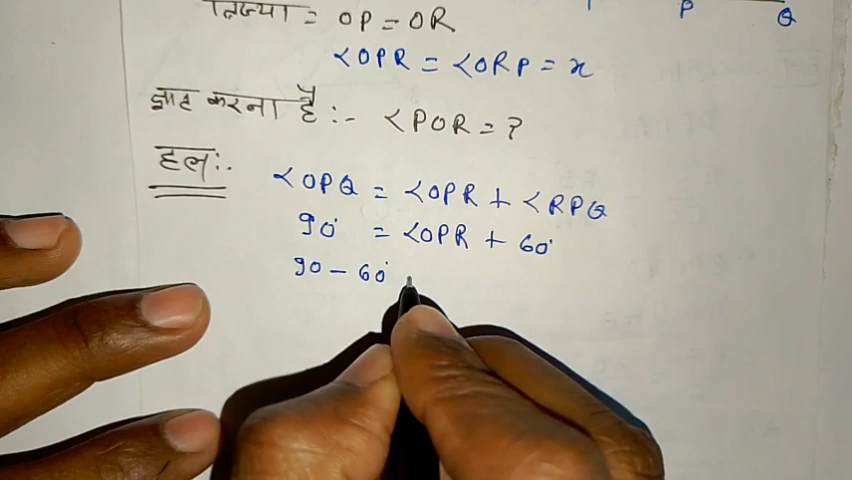 P Q
त्रिज्या = OP = OR
<OPR = <ORP = x
ज्ञात करना है :- <POR = ?
हल:-
<OPQ = <OPR + <RPQ
90° = <OPR + 60°
90 - 60°